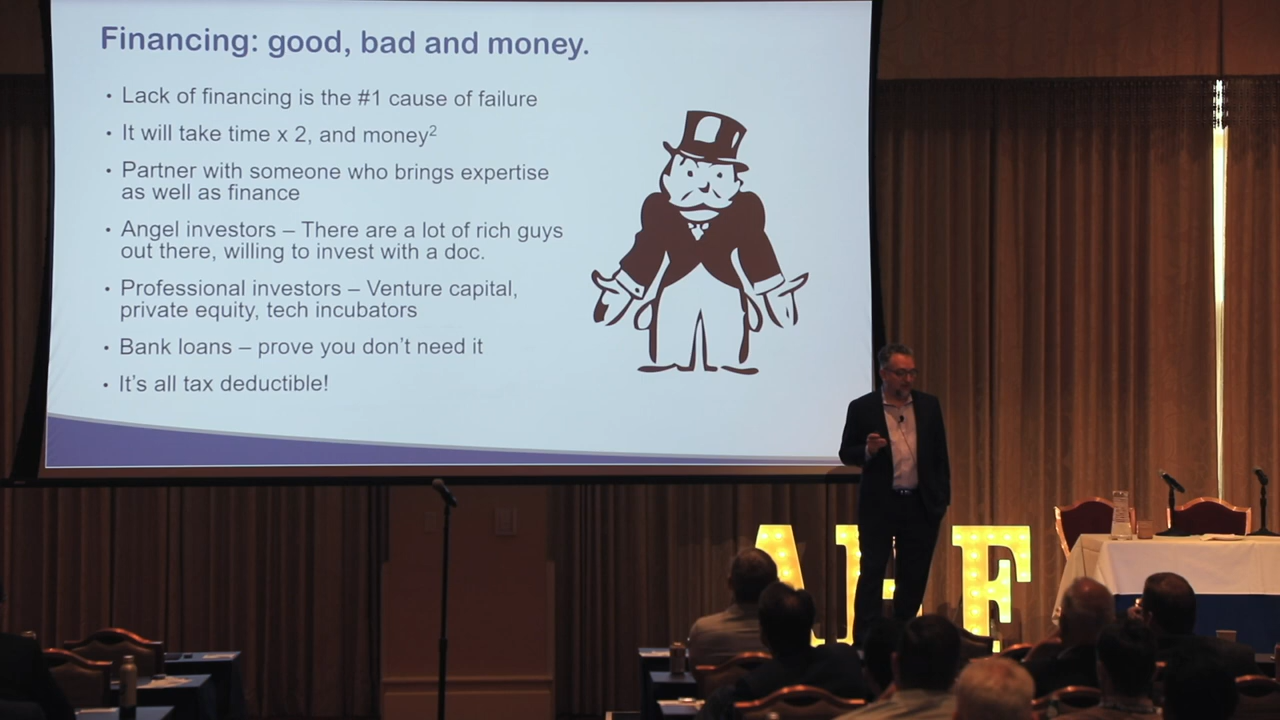 Financing: good, bad and money.
• Lack of financing is the #1 cause of failure
• It will take time x 2, and money²
• Partner with someone who brings expertise
as well as finance
• Angel investors – There are a lot of rich guys
out there, willing to invest with a doc.
• Professional investors – Venture capital,
private equity, tech incubators
• Bank loans – prove you don’t need it
• It’s all tax deductible!